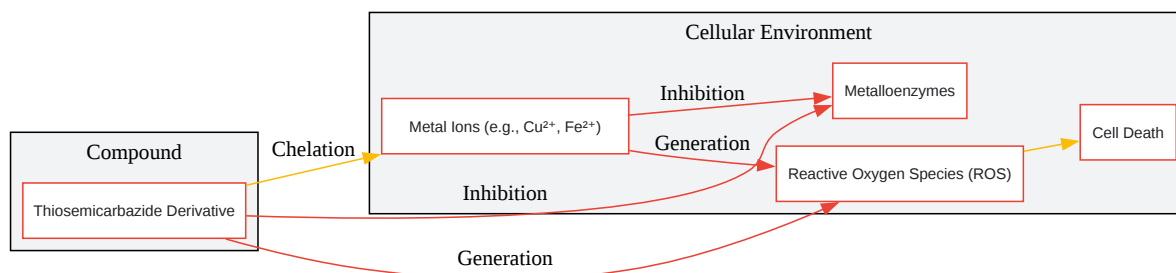 Cellular Environment
Metalloenzymes
Inhibition
Metal Ions (e.g., Cu²⁺, Fe²⁺)
Cell Death
Generation
Compound
Chelation
Reactive Oxygen Species (ROS)
Inhibition
Thiosemicarbazide Derivative
Generation